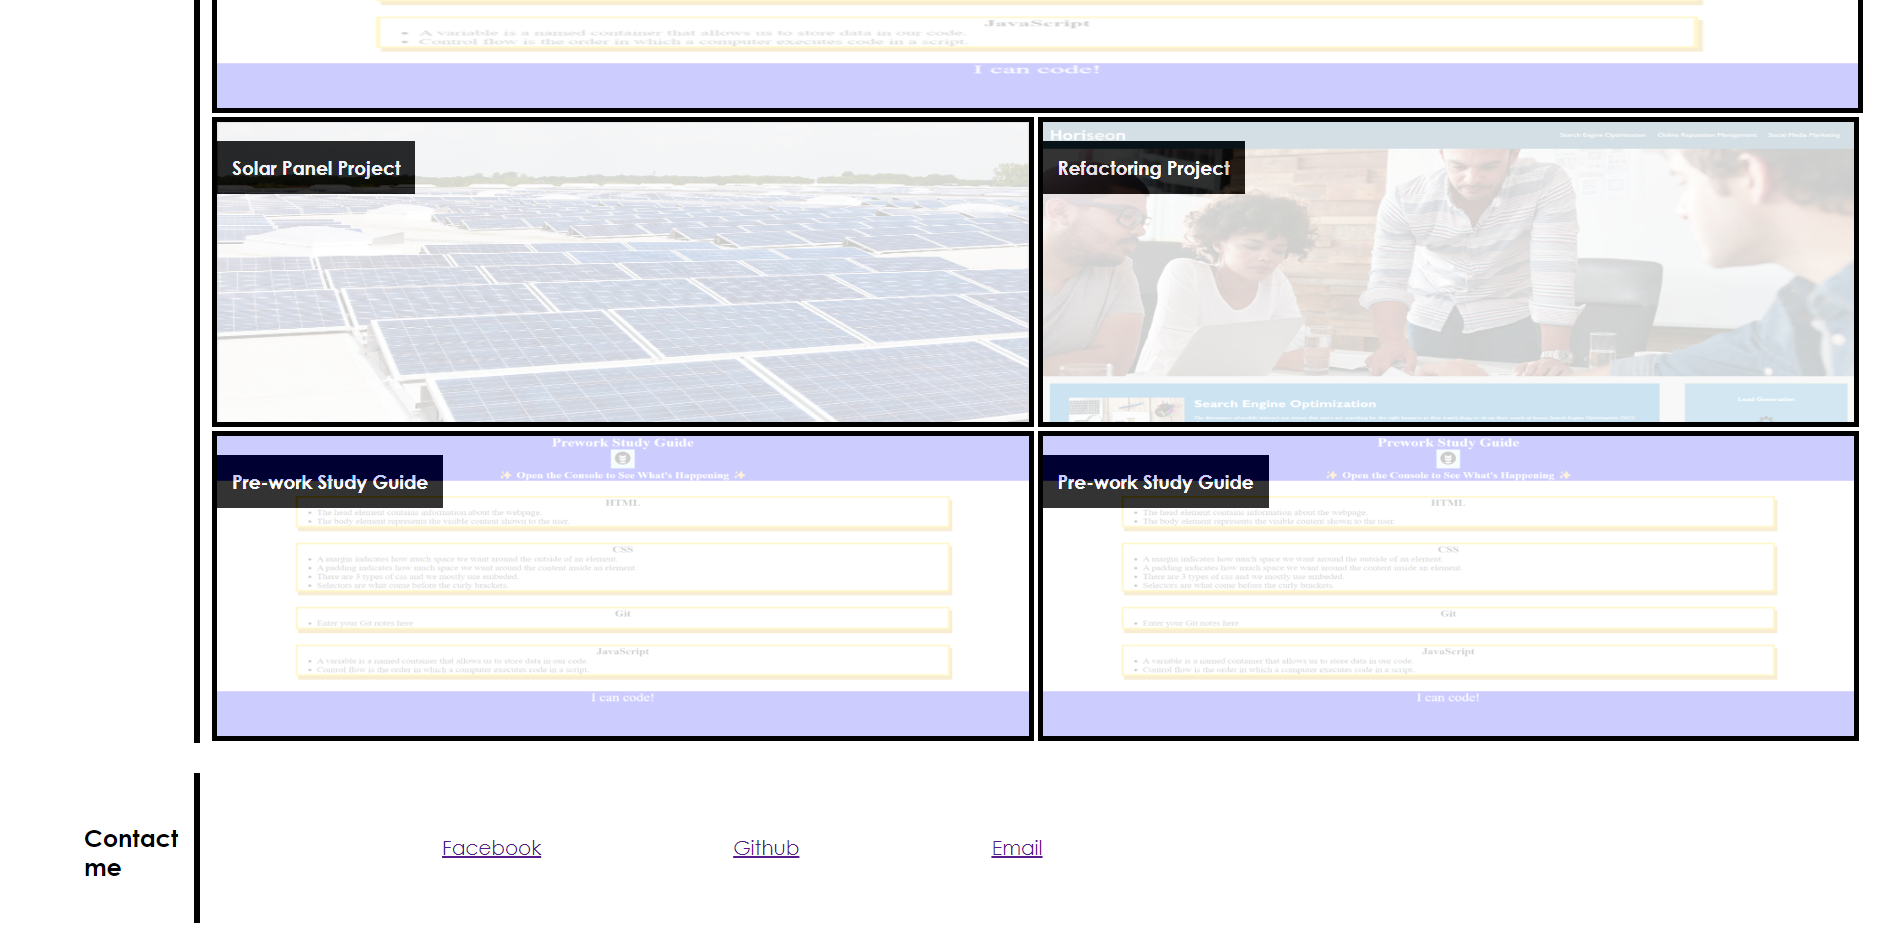 JavaScript
A variable is a named container that allows us to store data in our code.
Control flow is the order in which a computer executes code in a script.
I can code!
Solar Panel Project
Horiseon
Search Engine Optimization Online Reputation Management Social Media Marketing
Refactoring Project
Search Engine Optimization
Lead Generation
Prework Study Guide
✨ Open the Console to See What's Happening ✨
Pre-work Study Guide
HTML
The head element contains information about the webpage.
The body element represents the visible content shown to the user.
CSS
A margin indicates how much space we want around the outside of an element.
A padding indicates how much space we want around the content inside an element.
There are 3 types of css and we mostly use embeded.
Selectors are what come before the curly brackets.
Git
Enter your Git notes here
JavaScript
A variable is a named container that allows us to store data in our code.
Control flow is the order in which a computer executes code in a script.
I can code!
Prework Study Guide
✨ Open the Console to See What's Happening ✨
Pre-work Study Guide
HTML
The head element contains information about the webpage.
The body element represents the visible content shown to the user.
CSS
A margin indicates how much space we want around the outside of an element.
A padding indicates how much space we want around the content inside an element.
There are 3 types of css and we mostly use embeded.
Selectors are what come before the curly brackets.
Git
Enter your Git notes here
JavaScript
A variable is a named container that allows us to store data in our code.
Control flow is the order in which a computer executes code in a script.
I can code!
Contact
me
Facebook Github Email